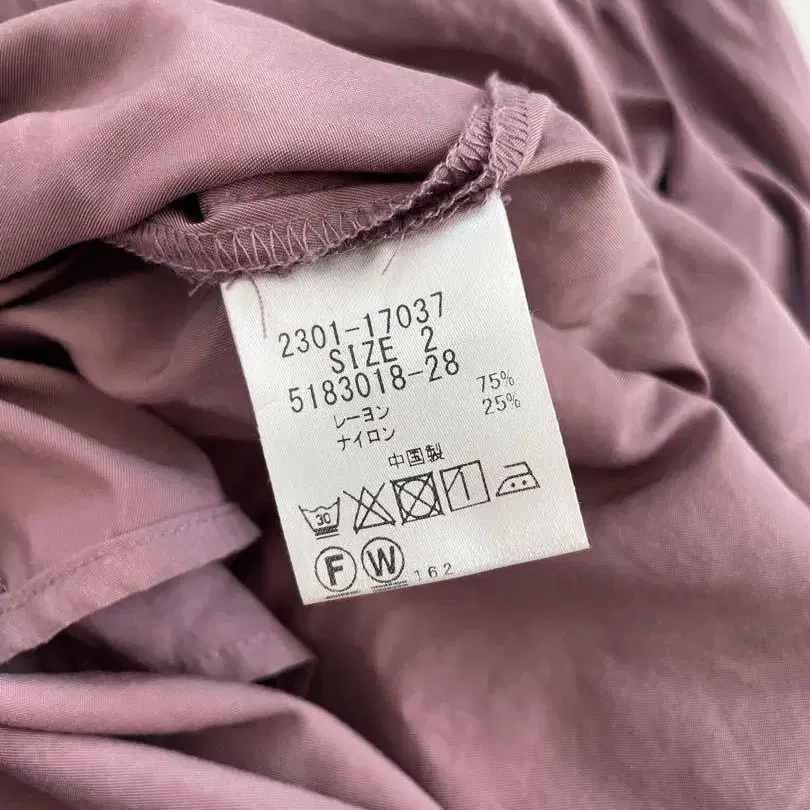 2301-17037
SIZE 2
5183018-28
レーヨン 75%
ナイロン 25%
中国製
30
F W 162